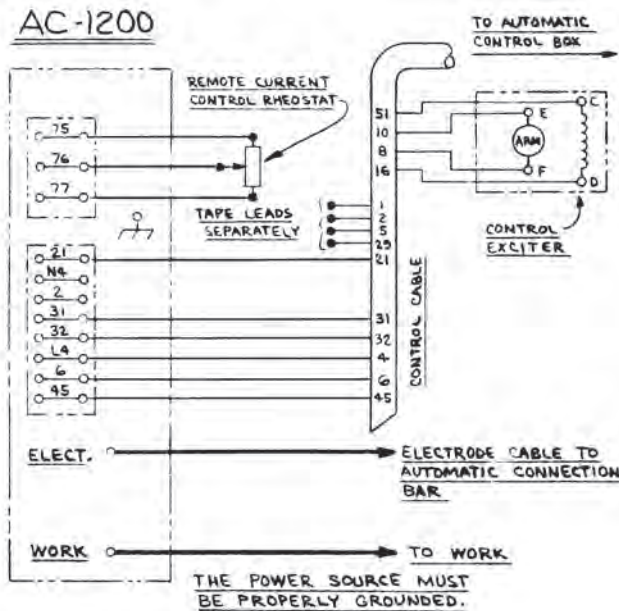 AC-1200
TO AUTOMATIC
CONTROL BOX
REMOTE CURRENT
CONTROL RHEOSTAT
75
76
77
51
10
8
16
E
C
ARM
F
D
CONTROL
EXCITER
TAPE LEADS
SEPARATELY
1
2
5
29
21
21
N4
2
31
32
L4
6
45
31
32
4
6
45
CONTROL CABLE
ELECT.
ELECTRODE CABLE TO
AUTOMATIC CONNECTION
BAR
WORK
TO WORK
THE POWER SOURCE MUST
BE PROPERLY GROUNDED.